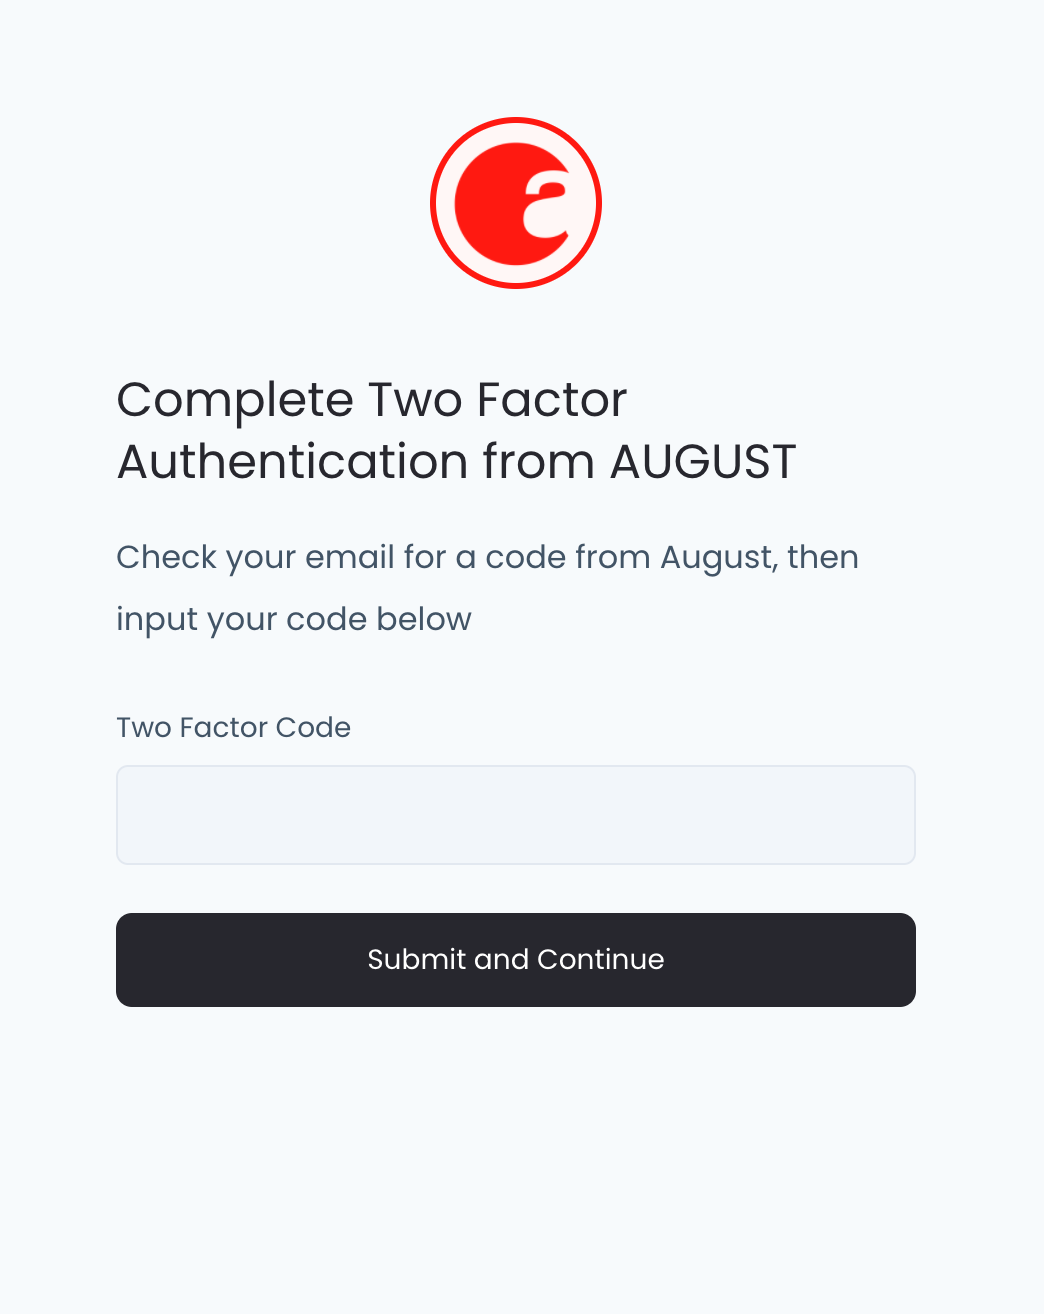 a
Complete Two Factor
Authentication from AUGUST
Check your email for a code from August, then
input your code below
Two Factor Code
Submit and Continue